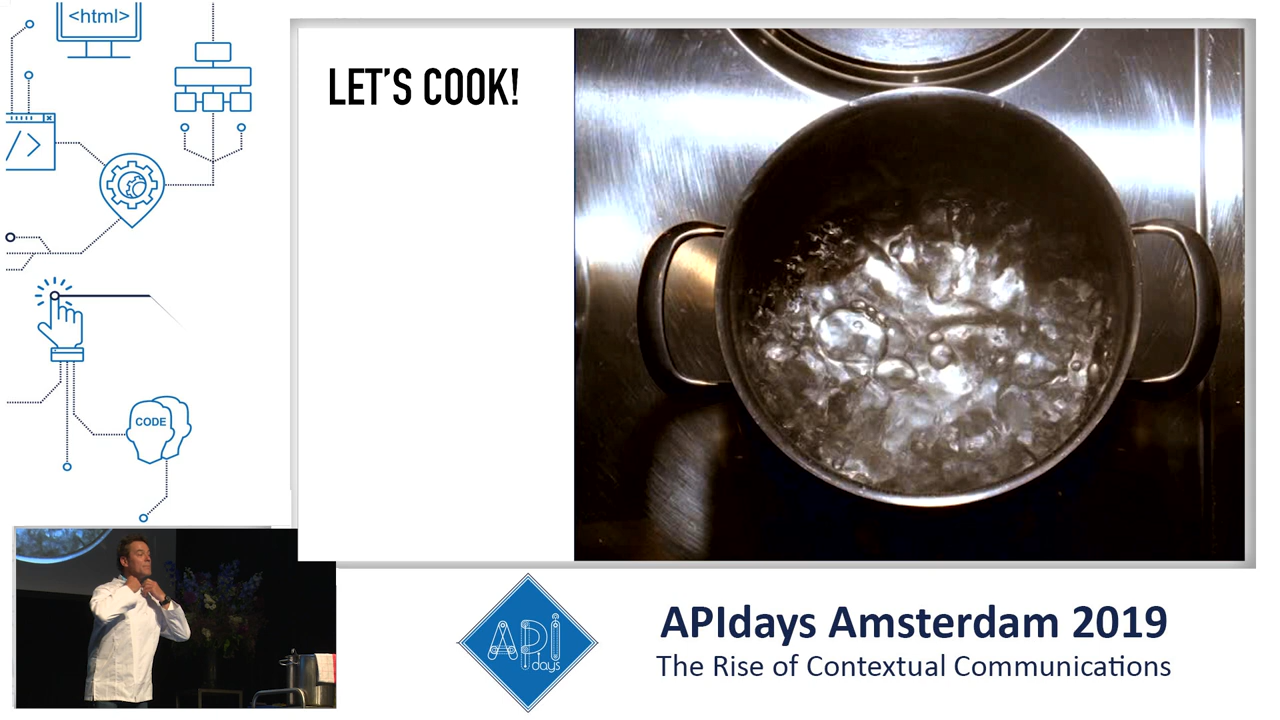 <html>
LET'S COOK!
</>
CODE
API
days
APIdays Amsterdam 2019
The Rise of Contextual Communications